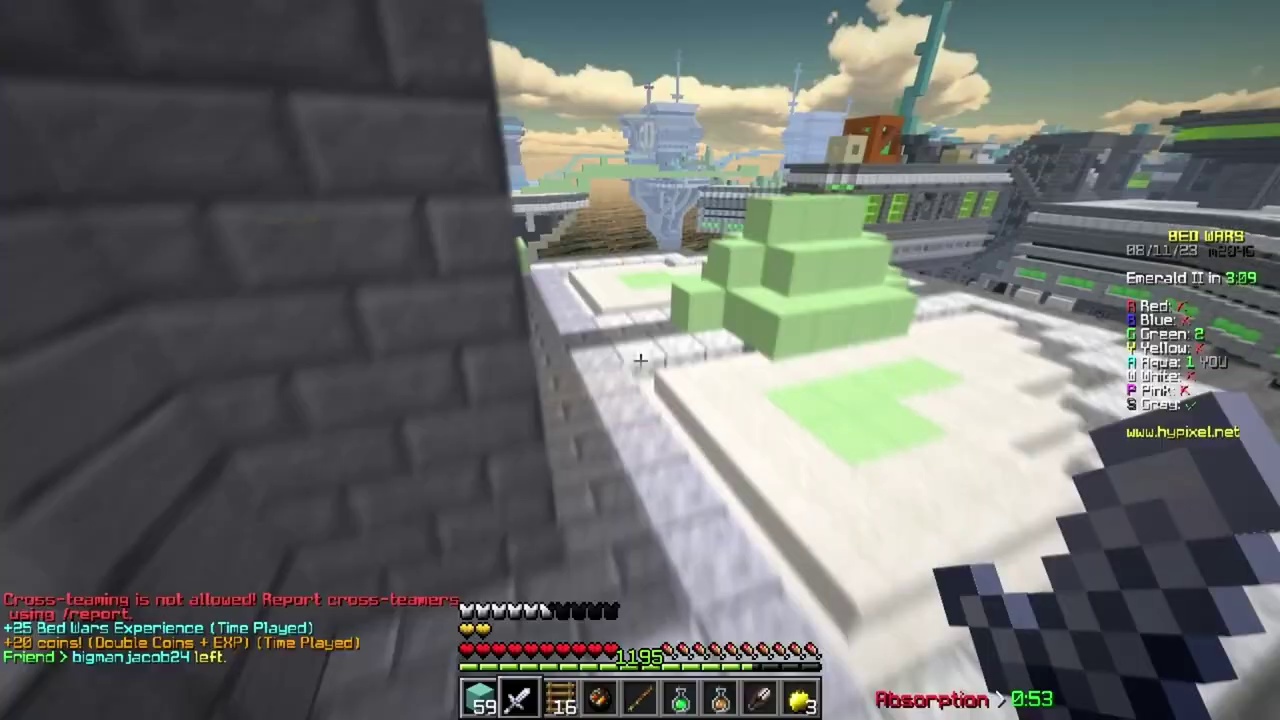 BED WARS
08/11/23 m204G
Emerald II in 3:09
R Red: ✗
B Blue: ✗
G Green: 2
Y Yellow: ✗
A Aqua: 1 YOU
W White: ✗
P Pink: ✗
S Gray: ✓
www.hypixel.net
Cross-teaming is not allowed! Report cross-teamers
using /report.
+25 Bed Wars Experience (Time Played)
+20 coins! (Double Coins + EXP) (Time Played)
Friend > bigmanjacob24 left.
1195
59
16
3
Absorption > 0:53